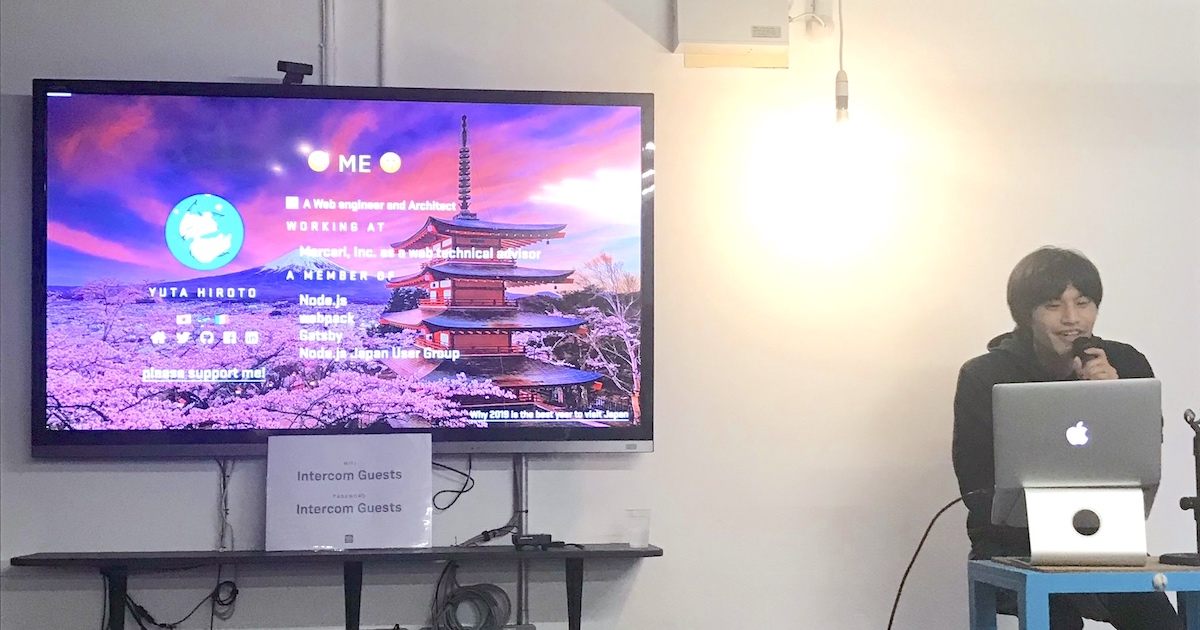 ME
A Web engineer and Architect
WORKING AT
Mercari, Inc. as a web technical advisor
A MEMBER OF
Node.js
webpack
Gatsby
Node.js Japan User Group
YUTA HIROTO
please support me!
Why 2019 is the best year to visit Japan
WiFi
Intercom Guests
Password
Intercom Guests